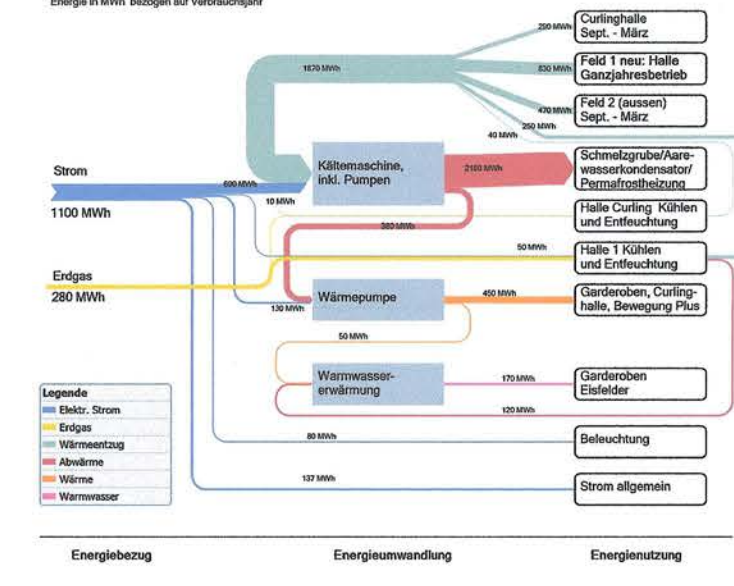 Energie in MWh bezogen auf Verbrauchsjahr
290 MWh
Curlinghalle
Sept. - März
1870 MWh
830 MWh
Feld 1 neu: Halle
Ganzjahresbetrieb
470 MWh
Feld 2 (aussen)
Sept. - März
250 MWh
40 MWh
Kältemaschine,
inkl. Pumpen
2100 MWh
Schmelzgrube/Aare-
wasserkondensator/
Permafrostheizung
Strom
600 MWh
1100 MWh
10 MWh
Halle Curling Kühlen
und Entfeuchtung
380 MWh
50 MWh
Halle 1 Kühlen
und Entfeuchtung
Erdgas
280 MWh
130 MWh
Wärmepumpe
450 MWh
Garderoben, Curling-
halle, Bewegung Plus
50 MWh
Warmwasser-
erwärmung
170 MWh
Garderoben
Eisfelder
120 MWh
Legende
Elektr. Strom
Erdgas
Wärmeentzug
Abwärme
Wärme
Warmwasser
80 MWh
Beleuchtung
137 MWh
Strom allgemein
Energiebezug
Energieumwandlung
Energienutzung